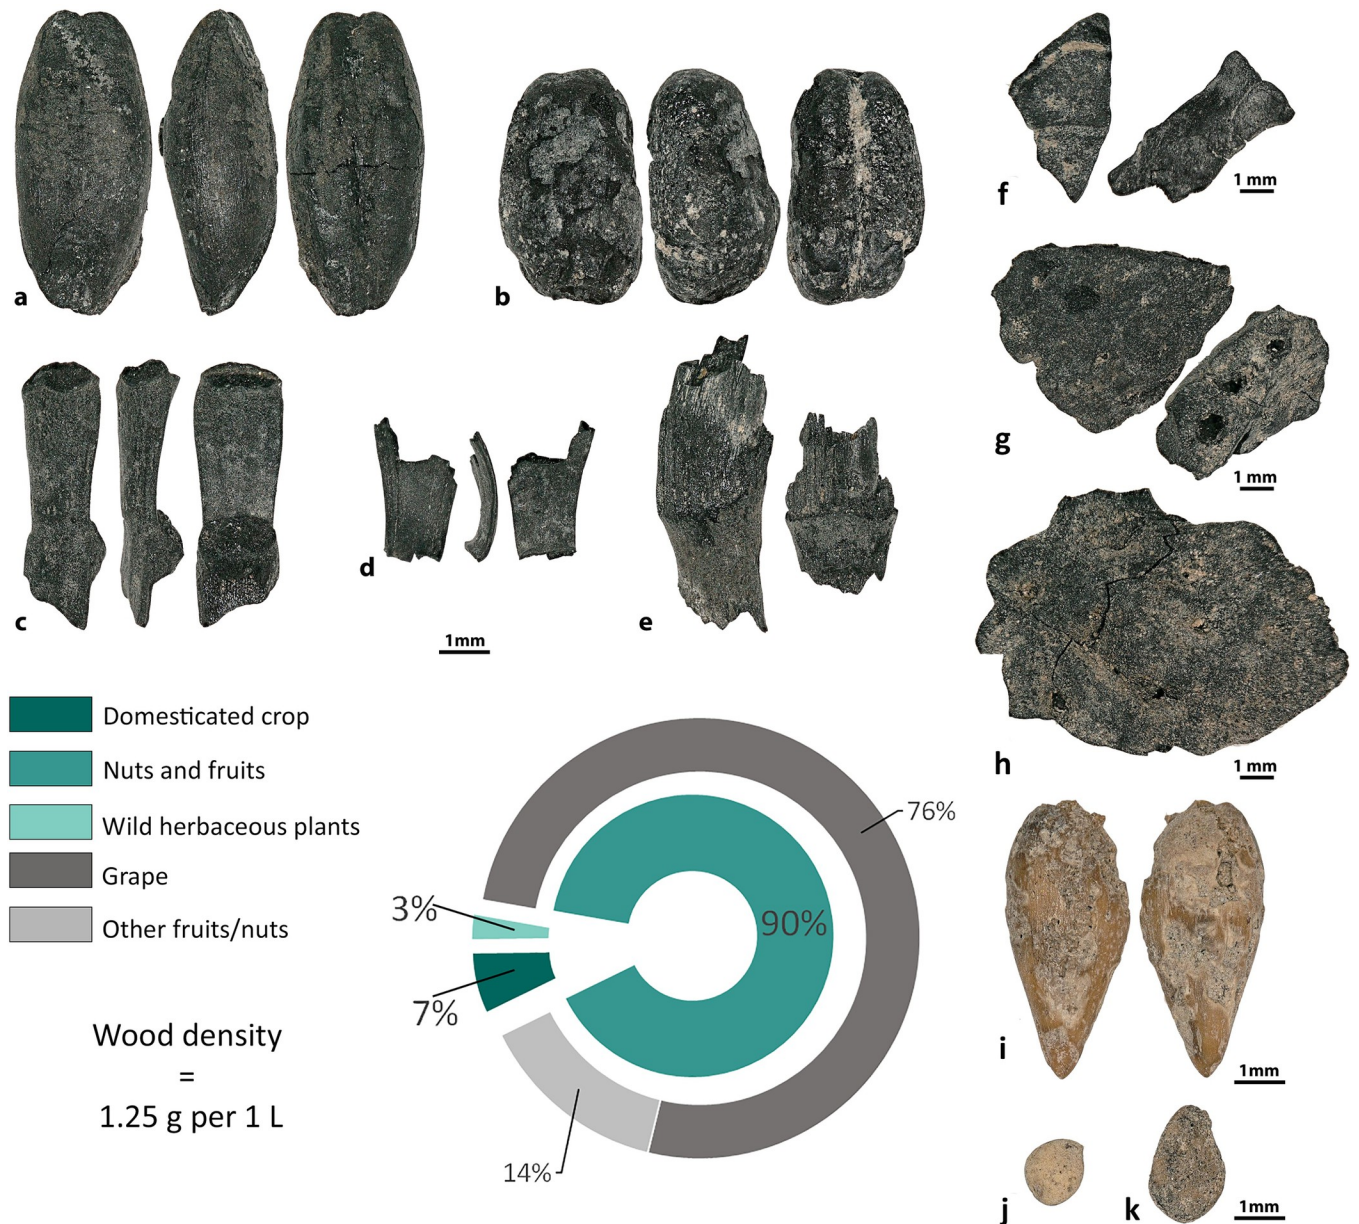 a
b
f
1 mm
c
d
e
1mm
g
1 mm
h
1 mm
Domesticated crop
Nuts and fruits
Wild herbaceous plants
Grape
Other fruits/nuts
Wood density
=
1.25 g per 1 L
76%
90%
3%
7%
14%
i
1mm
j
k
1mm